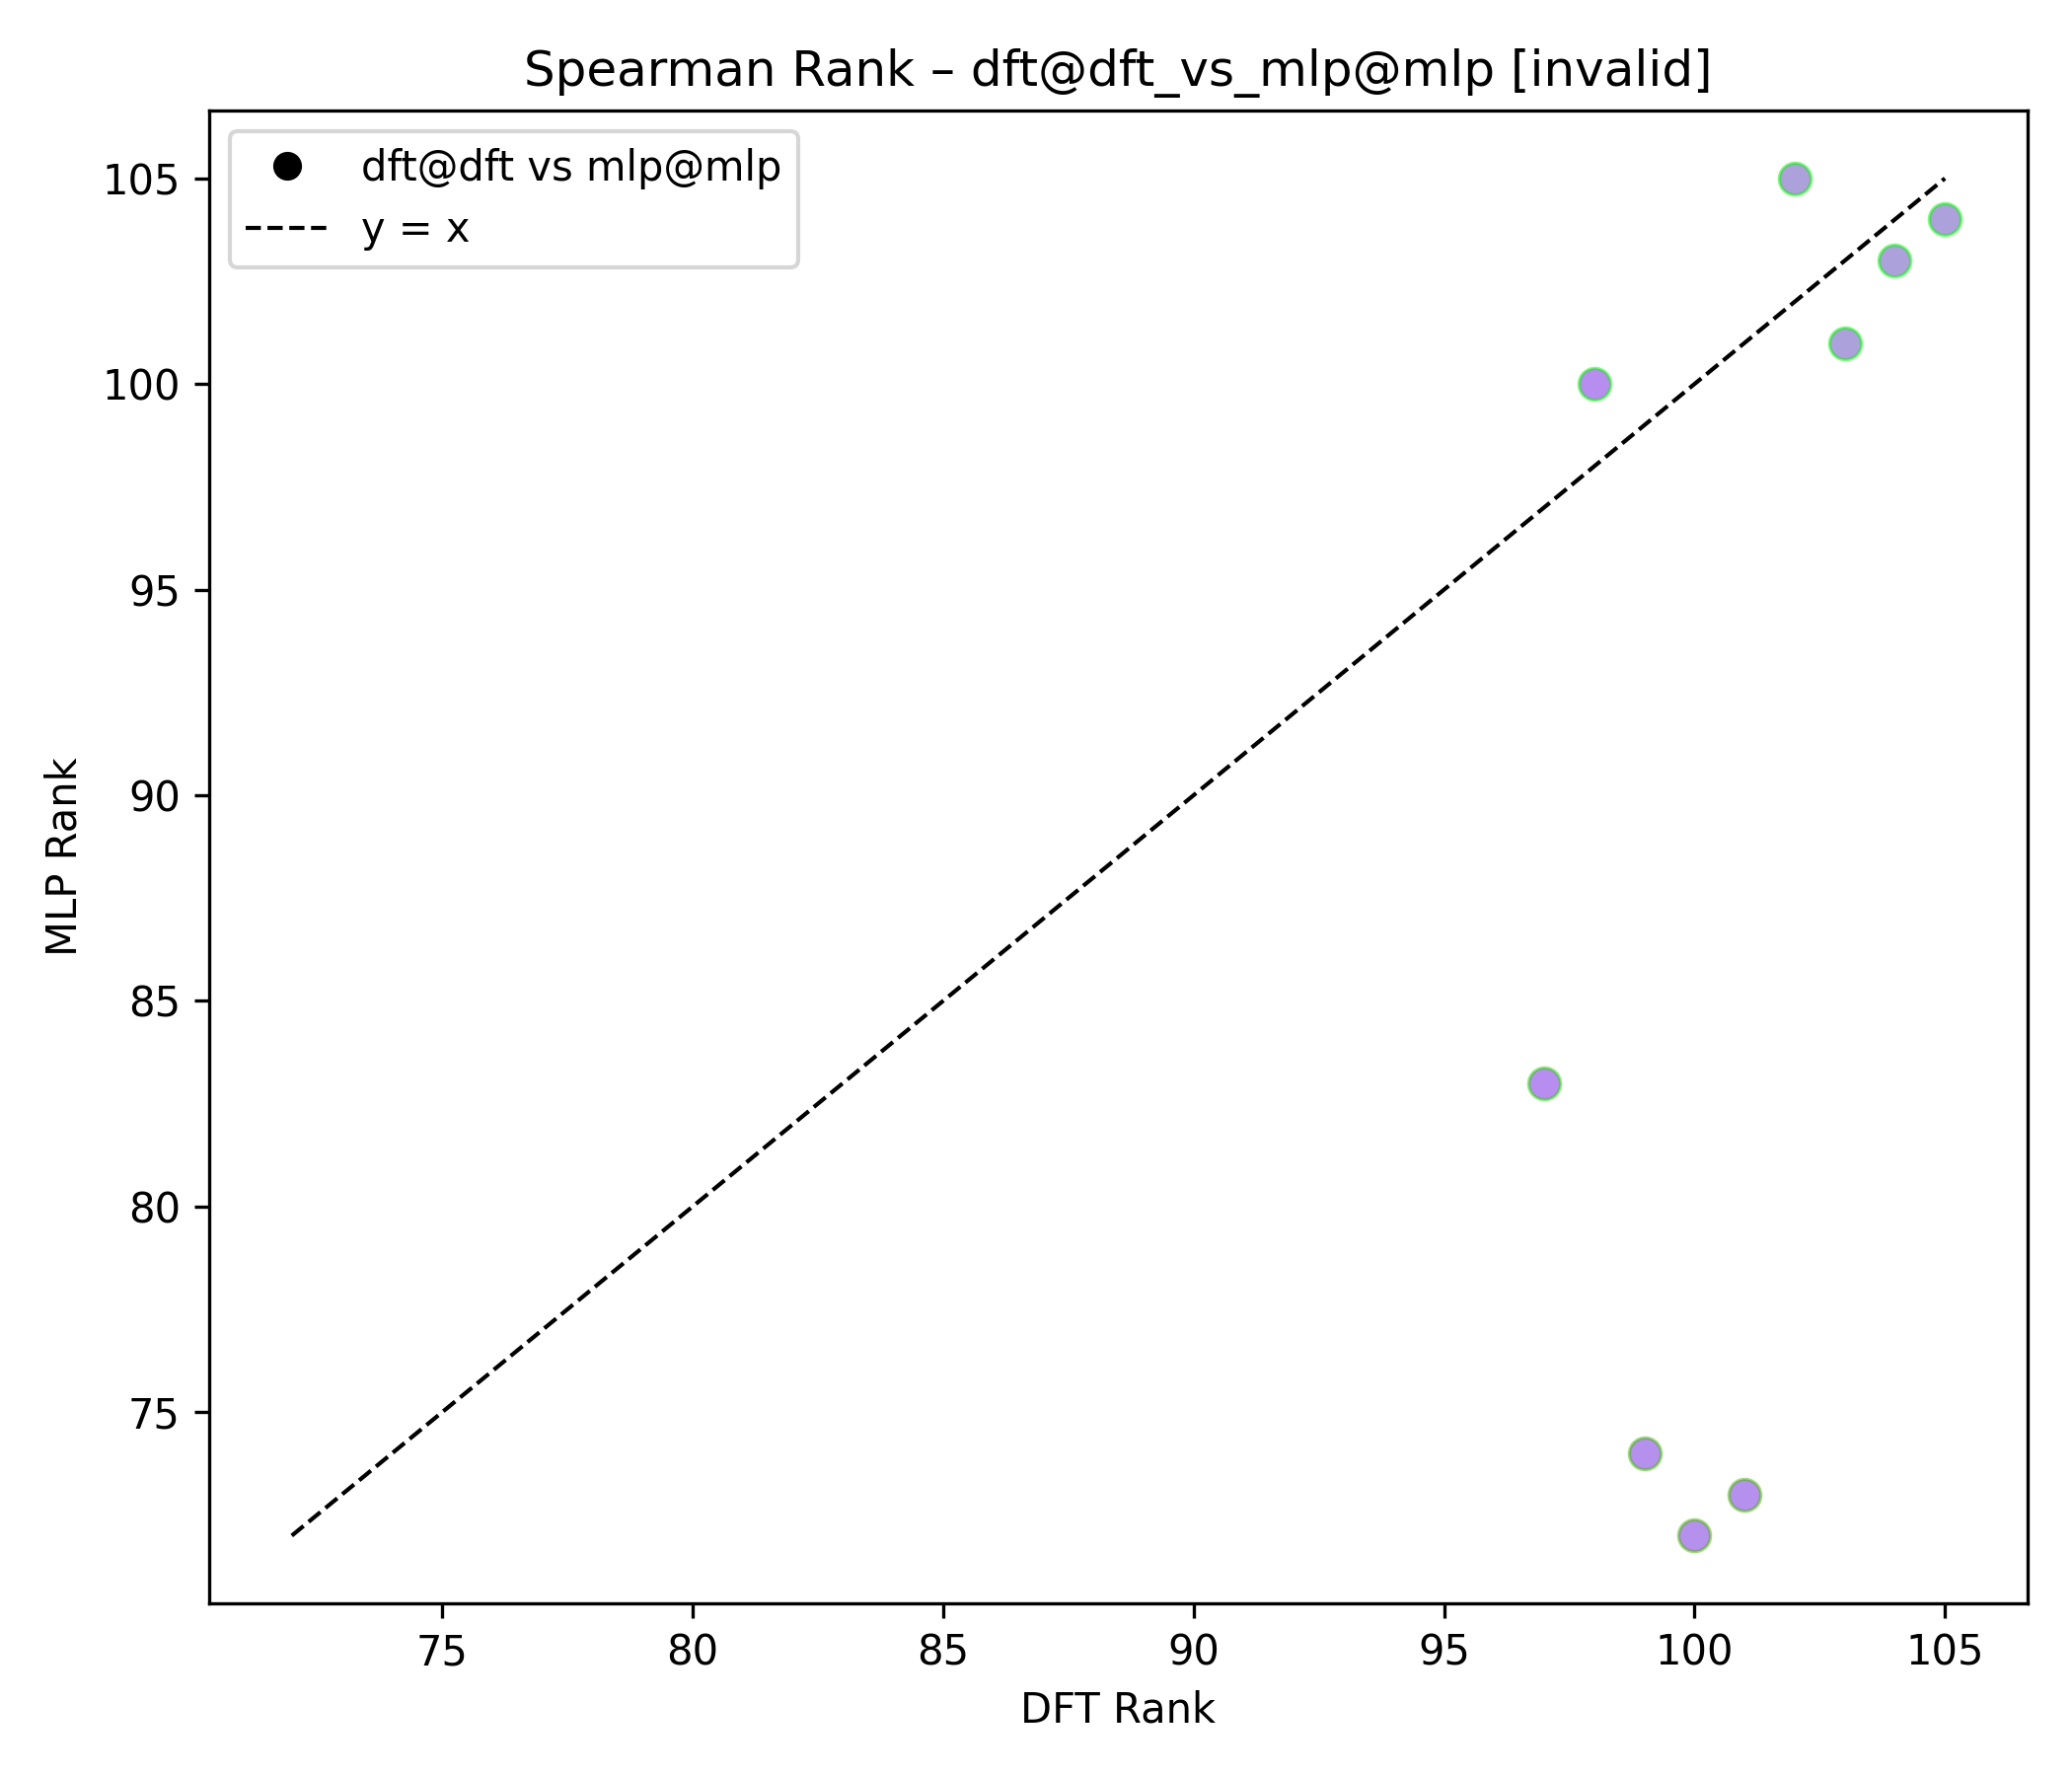 Spearman Rank – dft@dft_vs_mlp@mlp [invalid]
dft@dft vs mlp@mlp
y = x
105
100
95
90
85
80
75
MLP Rank
75 80 85 90 95 100 105
DFT Rank